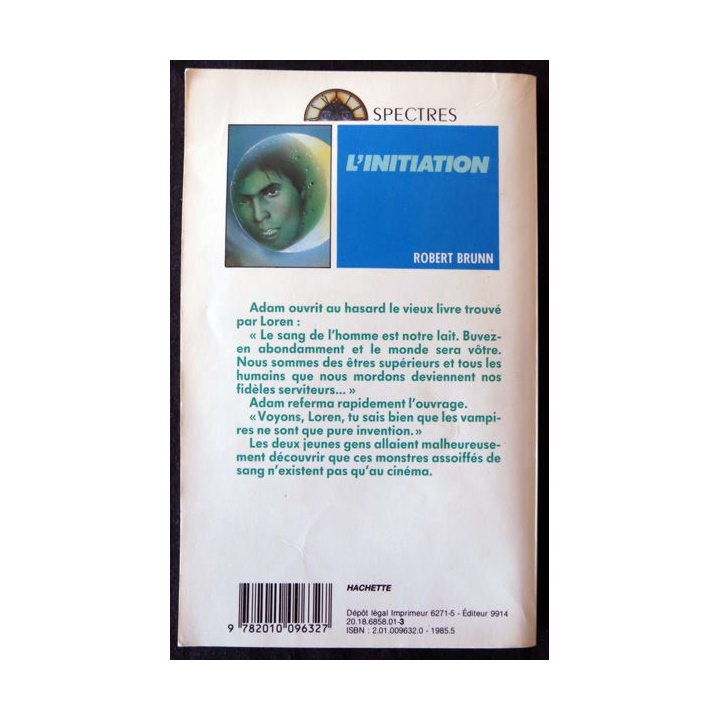 SPECTRES
L'INITIATION
ROBERT BRUNN
Adam ouvrit au hasard le vieux livre trouvé
par Loren :
« Le sang de l'homme est notre lait. Buvez-
en abondamment et le monde sera vôtre.
Nous sommes des êtres supérieurs et tous les
humains que nous mordons deviennent nos
fidèles serviteurs... »
Adam referma rapidement l'ouvrage.
« Voyons, Loren, tu sais bien que les vampi-
res ne sont que pure invention. »
Les deux jeunes gens allaient malheureuse-
ment découvrir que ces monstres assoiffés de
sang n'existent pas qu'au cinéma.
HACHETTE
Dépôt légal Imprimeur 6271-5 - Éditeur 9914
20.18.6858.01-3
ISBN : 2.01.009632.0 - 1985.5
9 782010 096327